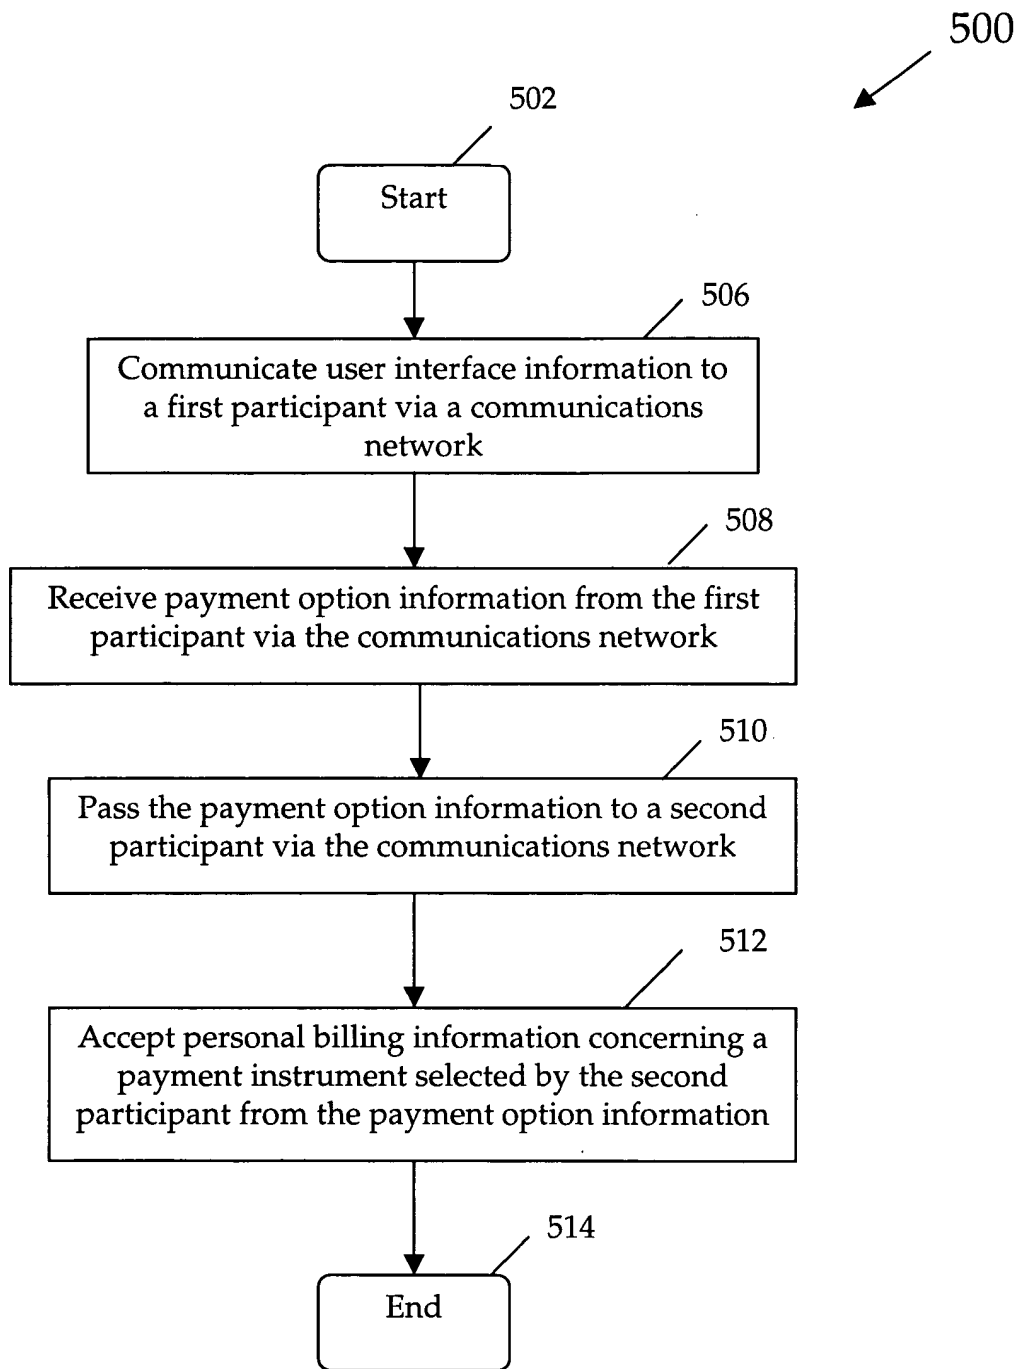 500
502
Start
506
Communicate user interface information to
a first participant via a communications
network
508
Receive payment option information from the first
participant via the communications network
510
Pass the payment option information to a second
participant via the communications network
512
Accept personal billing information concerning a
payment instrument selected by the second
participant from the payment option information
514
End